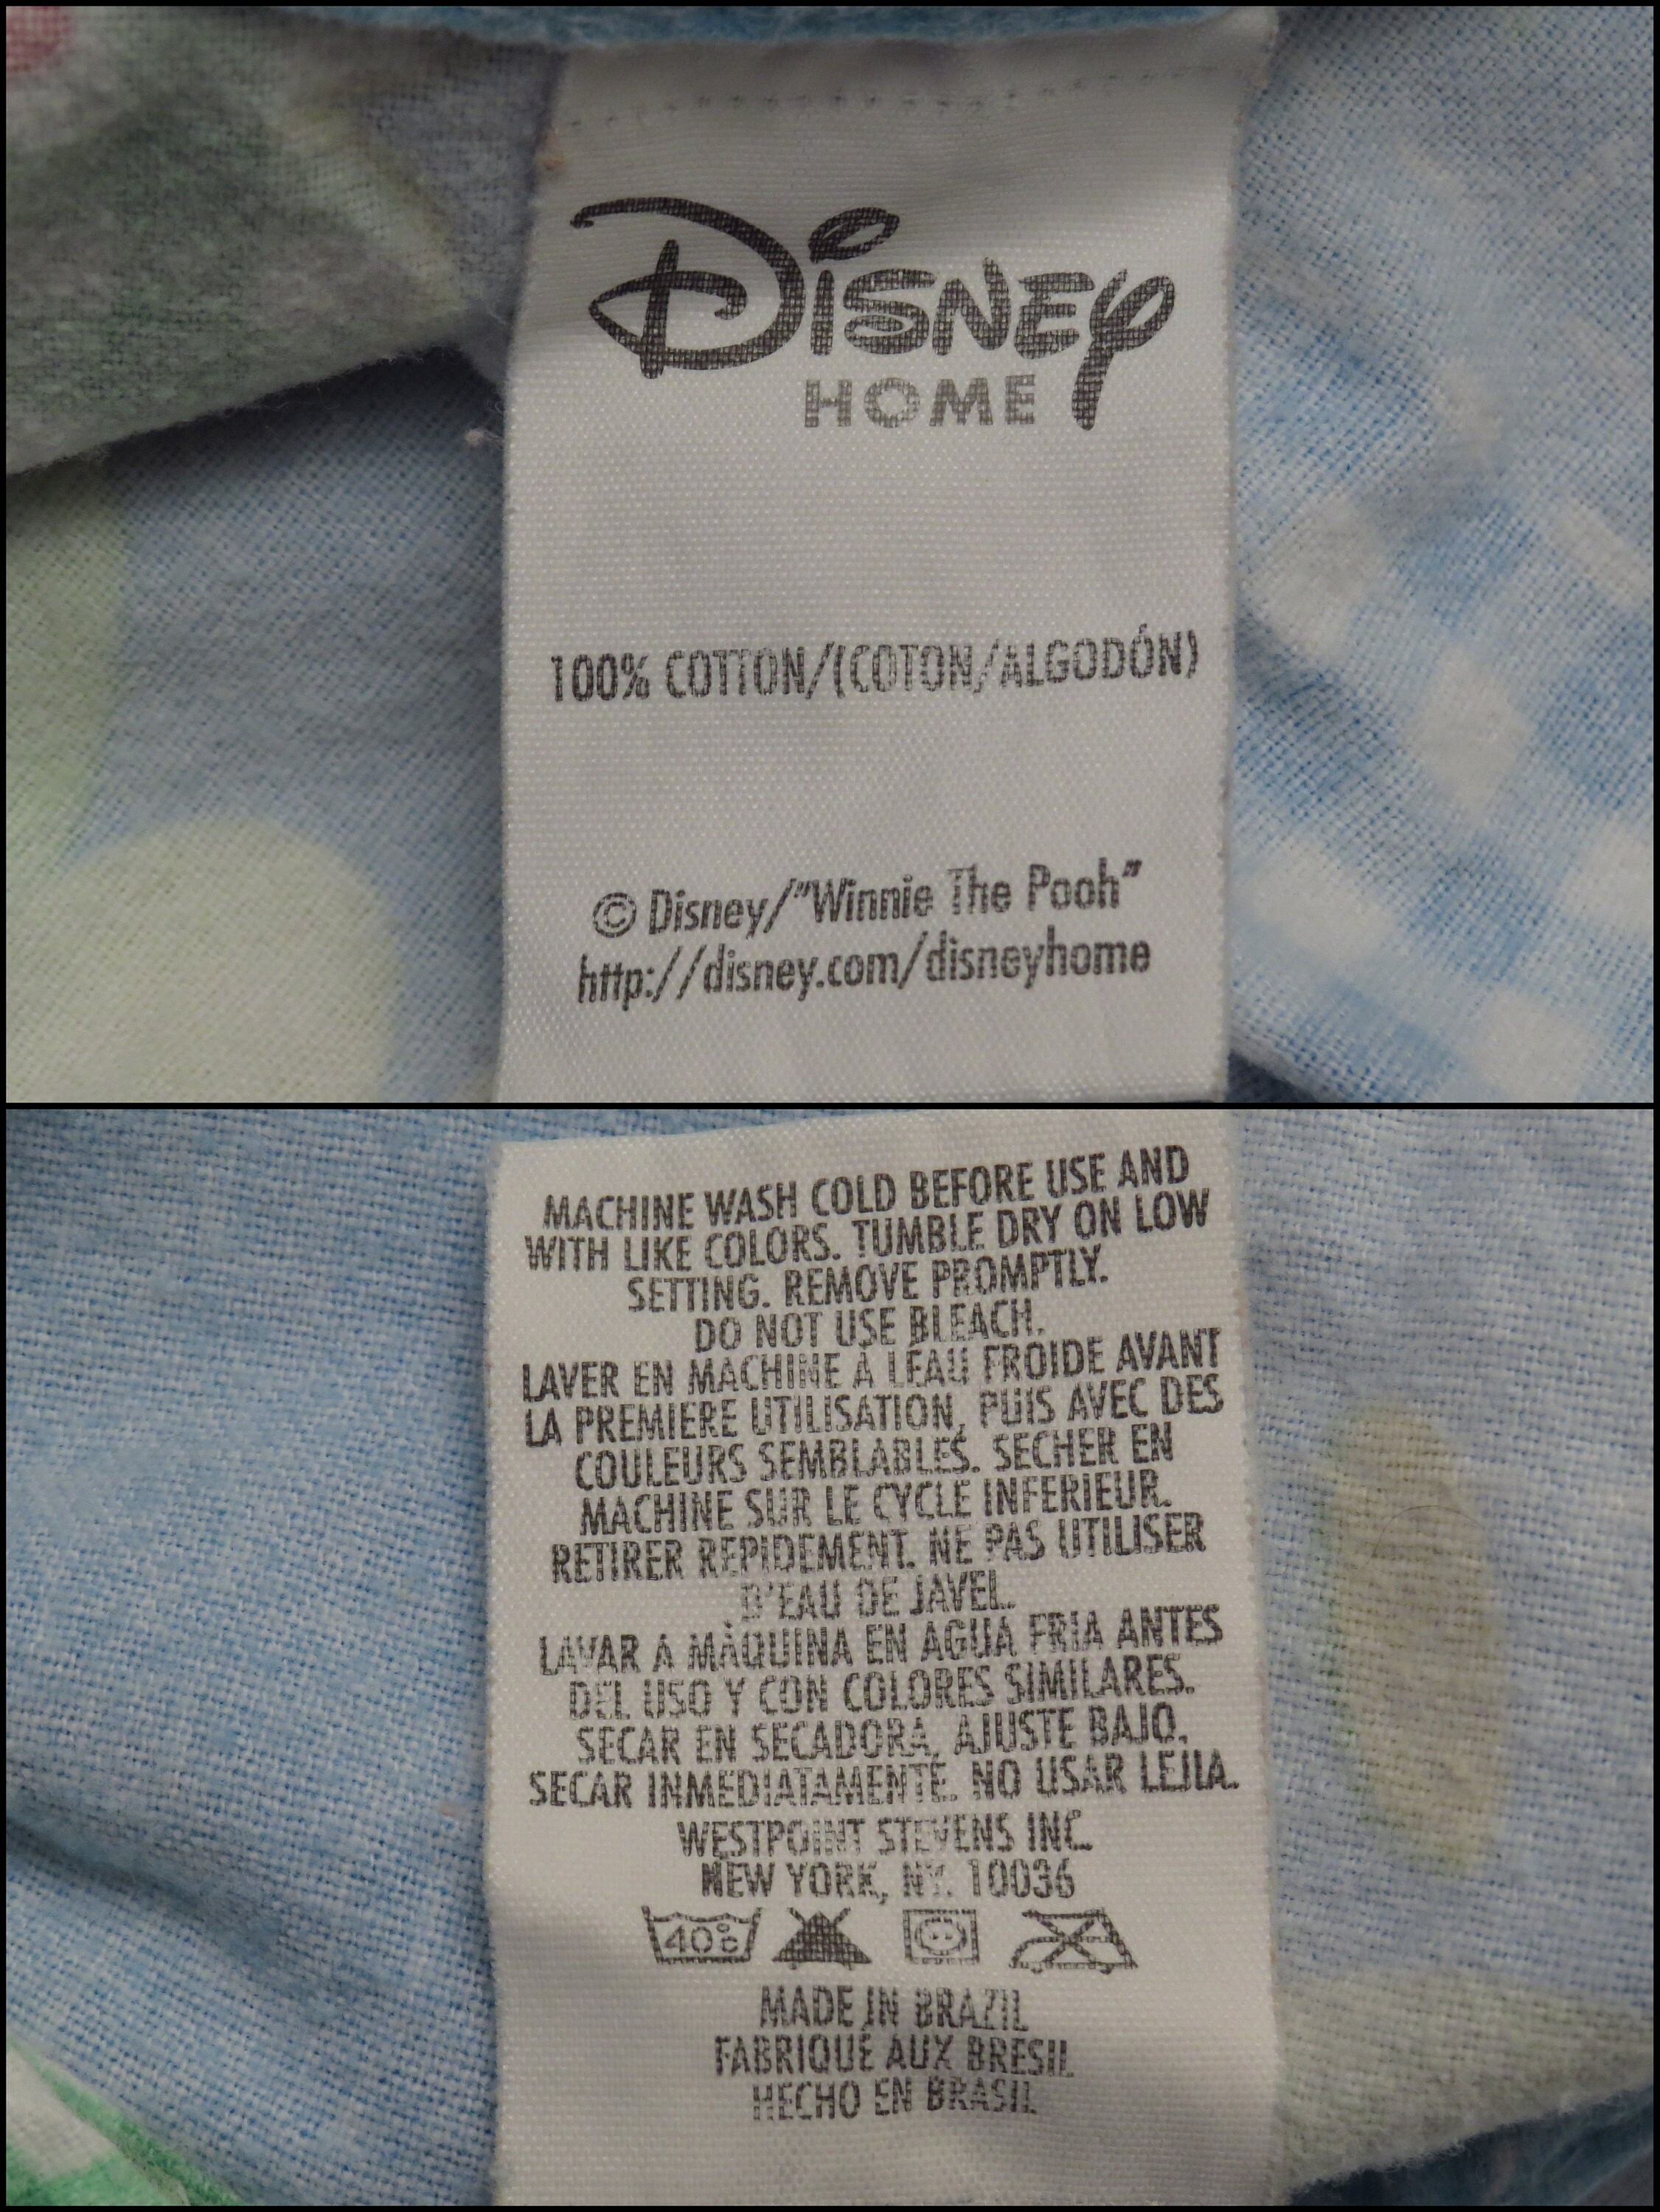 Disney
HOME
100% COTTON/(COTON/ALGODÓN)
© Disney/"Winnie The Pooh"
http://disney.com/disneyhome
MACHINE WASH COLD BEFORE USE AND
WITH LIKE COLORS. TUMBLE DRY ON LOW
SETTING. REMOVE PROMPTLY.
DO NOT USE BLEACH.
LAVER EN MACHINE À LÉAU FROIDE AVANT
LA PREMIERE UTILISATION, PUIS AVEC DES
COULEURS SEMBLABLES. SECHER EN
MACHINE SUR LE CYCLE INFERIEUR.
RETIRER REPIDEMENT. NE PAS UTILISER
D'EAU DE JAVEL.
LAVAR A MÀQUINA EN AGUA FRIA ANTES
DEL USO Y CON COLORES SIMILARES.
SECAR EN SECADORA, AJUSTE BAJO.
SECAR INMEDIATAMENTE. NO USAR LEJIA.
WESTPOINT STEVENS INC.
NEW YORK, NY. 10036
40°C
MADE IN BRAZIL
FABRIQUÉ AUX BRESIL
HECHO EN BRASIL